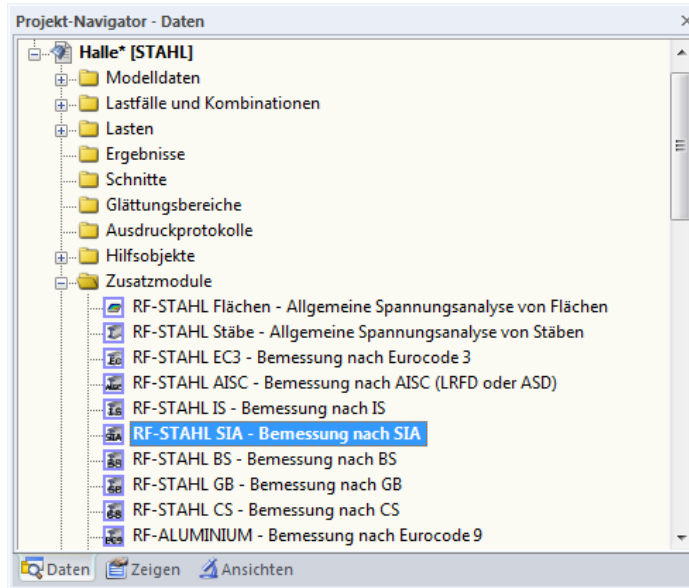 Projekt-Navigator - Daten
Halle* [STAHL]
Modelldaten
Lastfälle und Kombinationen
Lasten
Ergebnisse
Schnitte
Glättungsbereiche
Ausdruckprotokolle
Hilfsobjekte
Zusatzmodule
RF-STAHL Flächen - Allgemeine Spannungsanalyse von Flächen
RF-STAHL Stäbe - Allgemeine Spannungsanalyse von Stäben
RF-STAHL EC3 - Bemessung nach Eurocode 3
RF-STAHL AISC - Bemessung nach AISC (LRFD oder ASD)
RF-STAHL IS - Bemessung nach IS
RF-STAHL SIA - Bemessung nach SIA
RF-STAHL BS - Bemessung nach BS
RF-STAHL GB - Bemessung nach GB
RF-STAHL CS - Bemessung nach CS
RF-ALUMINIUM - Bemessung nach Eurocode 9
Daten Zeigen Ansichten